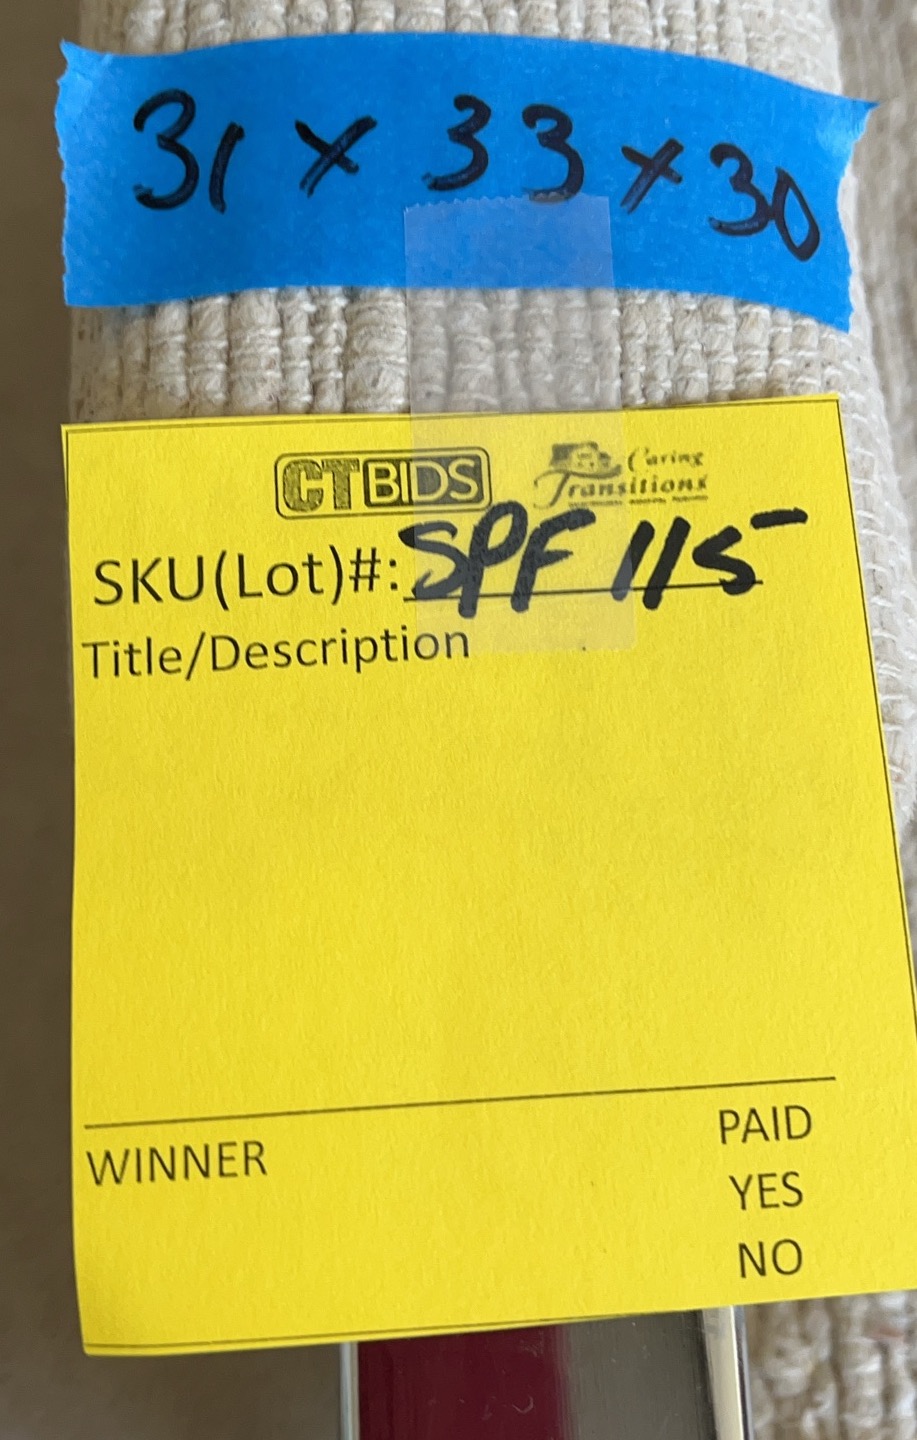 31 x 33 x 30
CTBIDS Caring Transitions
SKU(Lot)#: SPF 115
Title/Description
WINNER PAID
YES
NO